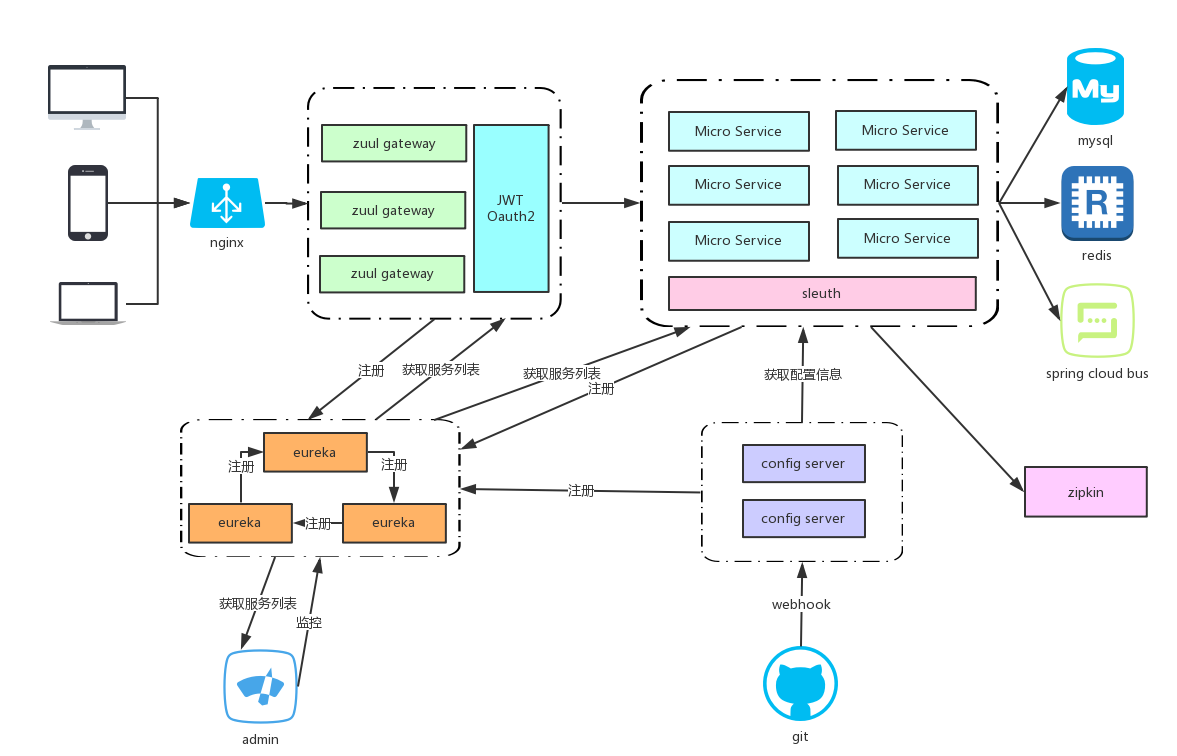 My
mysql
zuul gateway
zuul gateway
zuul gateway
JWT
Oauth2
Micro Service
Micro Service
Micro Service
Micro Service
Micro Service
Micro Service
sleuth
nginx
R
redis
spring cloud bus
注册
获取服务列表
获取服务列表
注册
获取配置信息
eureka
注册
注册
eureka
注册
eureka
注册
config server
config server
zipkin
获取服务列表
监控
webhook
admin
git